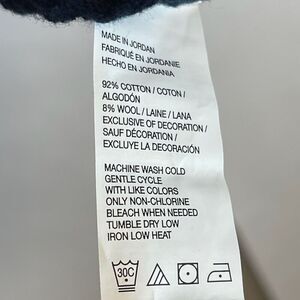 MADE IN JORDAN
FABRIQUÉ EN JORDANIE
HECHO EN JORDANIA
92% COTTON / COTON /
ALGODÓN
8% WOOL / LAINE / LANA
EXCLUSIVE OF DECORATION /
SAUF DÉCORATION /
EXCLUYE LA DECORACIÓN
MACHINE WASH COLD
GENTLE CYCLE
WITH LIKE COLORS
ONLY NON-CHLORINE
BLEACH WHEN NEEDED
TUMBLE DRY LOW
IRON LOW HEAT
30C